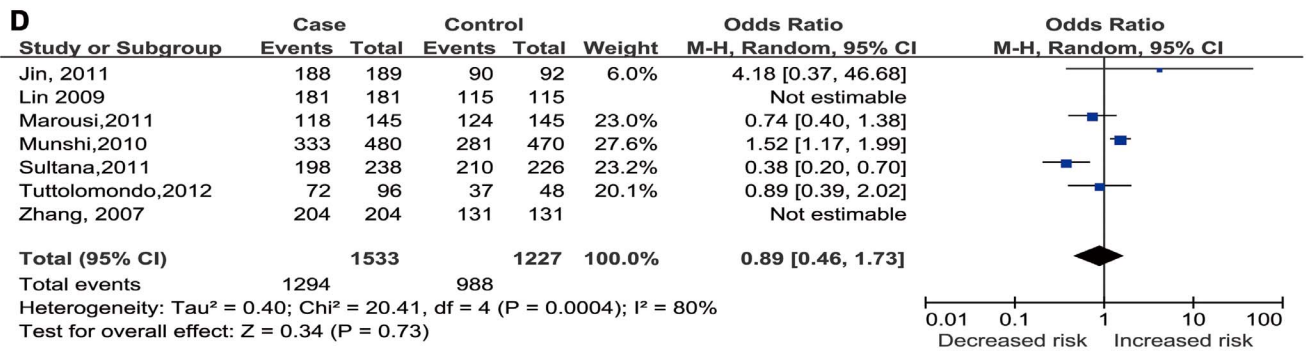 D
Case Control Odds Ratio Odds Ratio
Study or Subgroup Events Total Events Total Weight M-H, Random, 95% CI M-H, Random, 95% CI
Jin, 2011 188 189 90 92 6.0% 4.18 [0.37, 46.68]
Lin 2009 181 181 115 115 Not estimable
Marousi,2011 118 145 124 145 23.0% 0.74 [0.40, 1.38]
Munshi,2010 333 480 281 470 27.6% 1.52 [1.17, 1.99]
Sultana,2011 198 238 210 226 23.2% 0.38 [0.20, 0.70]
Tuttolomondo,2012 72 96 37 48 20.1% 0.89 [0.39, 2.02]
Zhang, 2007 204 204 131 131 Not estimable
Total (95% CI) 1533 1227 100.0% 0.89 [0.46, 1.73]
Total events 1294 988
Heterogeneity: Tau² = 0.40; Chi² = 20.41, df = 4 (P = 0.0004); I² = 80%
Test for overall effect: Z = 0.34 (P = 0.73)
0.01 0.1 1 10 100
Decreased risk Increased risk